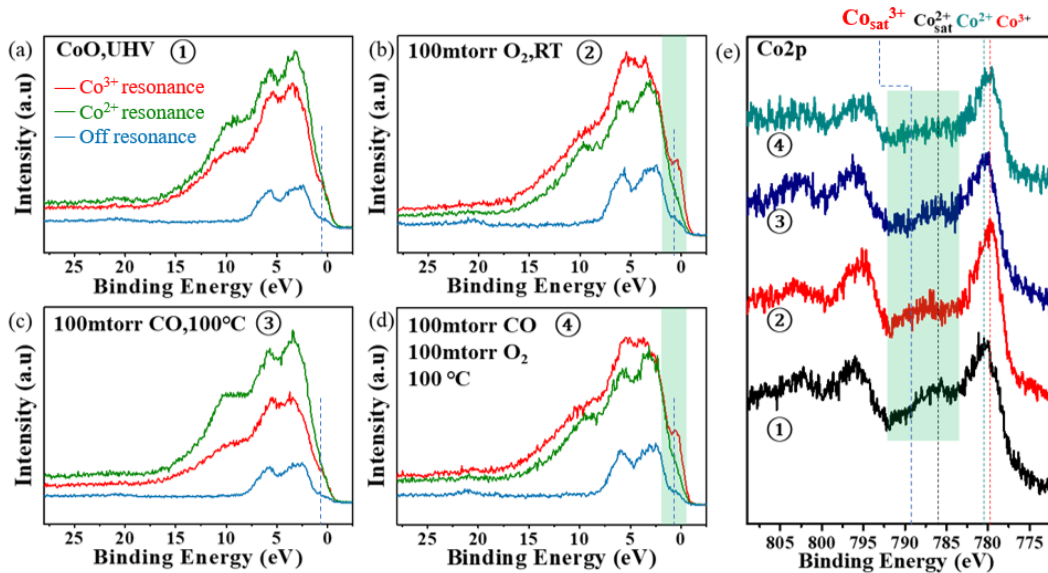 (a) CoO,UHV ①
Co³⁺ resonance
Co²⁺ resonance
Off resonance
Intensity (a.u)
25 20 15 10 5 0
Binding Energy (eV)
(b) 100mtorr O₂,RT ②
Intensity (a.u)
25 20 15 10 5 0
Binding Energy (eV)
(c) 100mtorr CO,100℃ ③
Intensity (a.u)
25 20 15 10 5 0
Binding Energy (eV)
(d) 100mtorr CO ④
100mtorr O₂
100 ℃
Intensity (a.u)
25 20 15 10 5 0
Binding Energy (eV)
Co_sat³⁺ Co_sat²⁺ Co²⁺ Co³⁺
(e) Co2p
④
③
②
①
Intensity (a.u)
805 800 795 790 785 780 775
Binding Energy (eV)